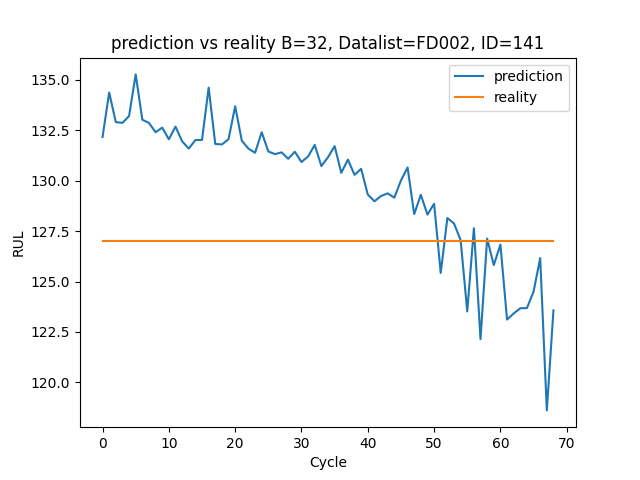 prediction vs reality B=32, Datalist=FD002, ID=141
prediction
reality
135.0
132.5
130.0
127.5
125.0
122.5
120.0
RUL
0 10 20 30 40 50 60 70
Cycle